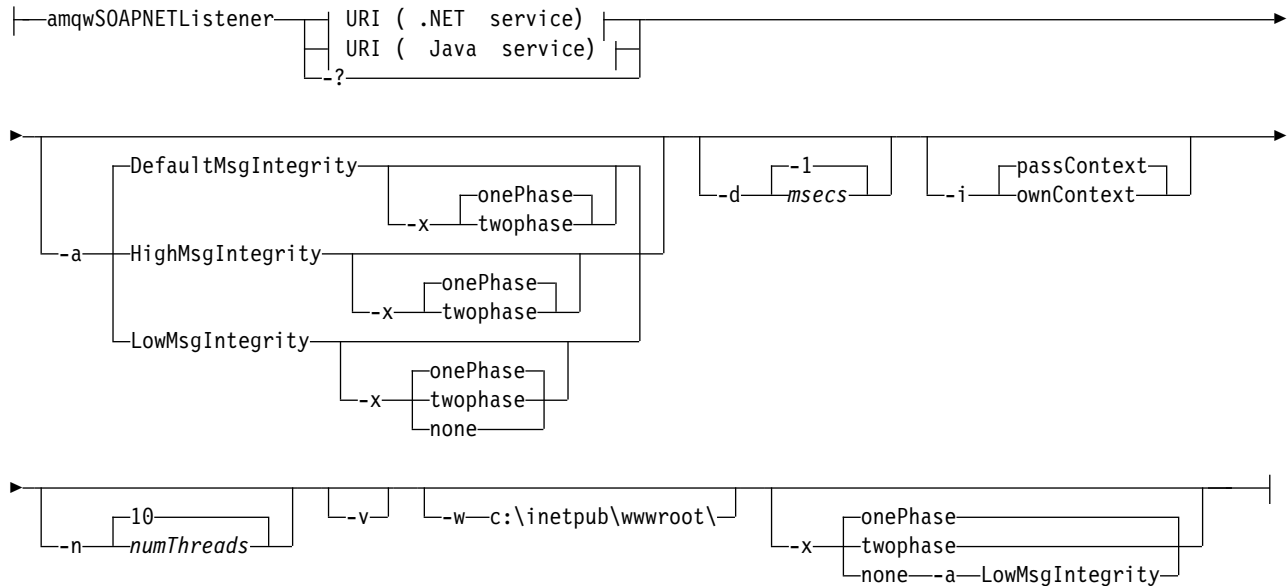 amqwSOAPNETListener URI ( .NET service)
URI ( Java service)
-?
DefaultMsgIntegrity -1 passContext
onePhase -d msecs -i ownContext
-x twophase
-a HighMsgIntegrity
onePhase
-x twophase
LowMsgIntegrity
onePhase
-x twophase
none
10 -v -w c:\inetpub\wwwroot\ onePhase
-n numThreads -x twophase
none -a LowMsgIntegrity